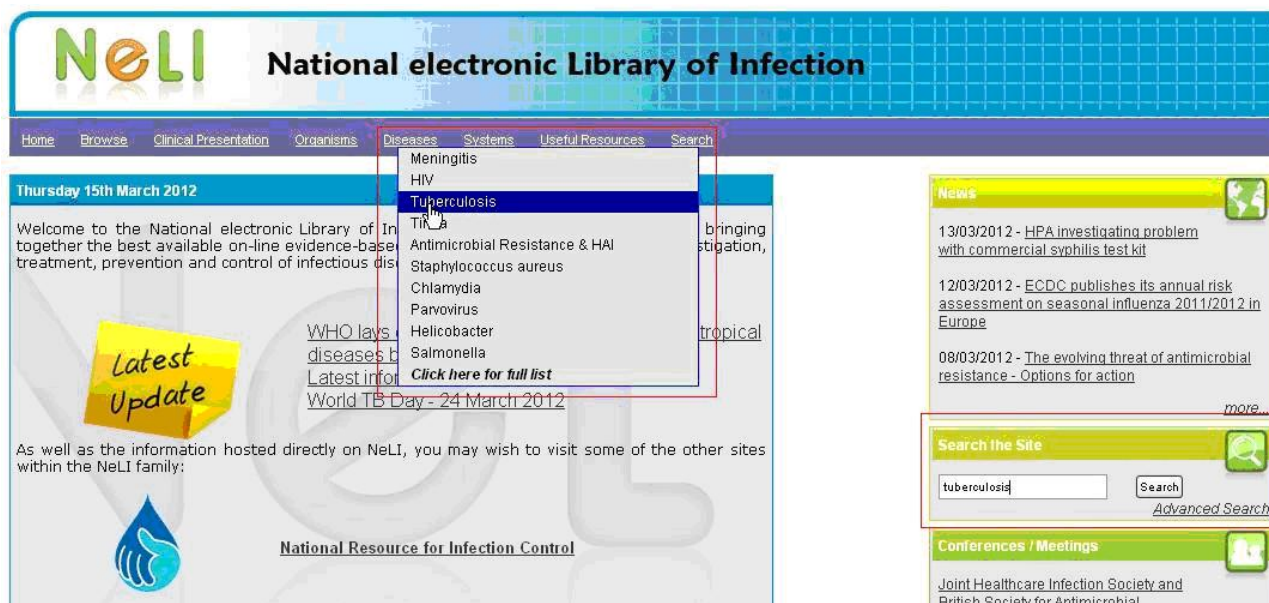 NeLI
National electronic Library of Infection
Home Browse Clinical Presentation Organisms Diseases Systems Useful Resources Search
Thursday 15th March 2012
Welcome to the National electronic Library of In
bringing
together the best available on-line evidence-base
stigation,
treatment, prevention and control of infectious dis
Meningitis
HIV
Tuberculosis
Antimicrobial Resistance & HAI
Staphylococcus aureus
Chlamydia
Parvovirus
Helicobacter
Salmonella
Click here for full list
Latest
Update
WHO lays
tropical
diseases b
Latest infor
World TB Day - 24 March 2012
As well as the information hosted directly on NeLI, you may wish to visit some of the other sites
within the NeLI family:
National Resource for Infection Control
News
13/03/2012 - HPA investigating problem
with commercial syphilis test kit
12/03/2012 - ECDC publishes its annual risk
assessment on seasonal influenza 2011/2012 in
Europe
08/03/2012 - The evolving threat of antimicrobial
resistance - Options for action
more...
Search the Site
tuberculosis
Search
Advanced Search
Conferences / Meetings
Joint Healthcare Infection Society and
British Society for Antimicrobial